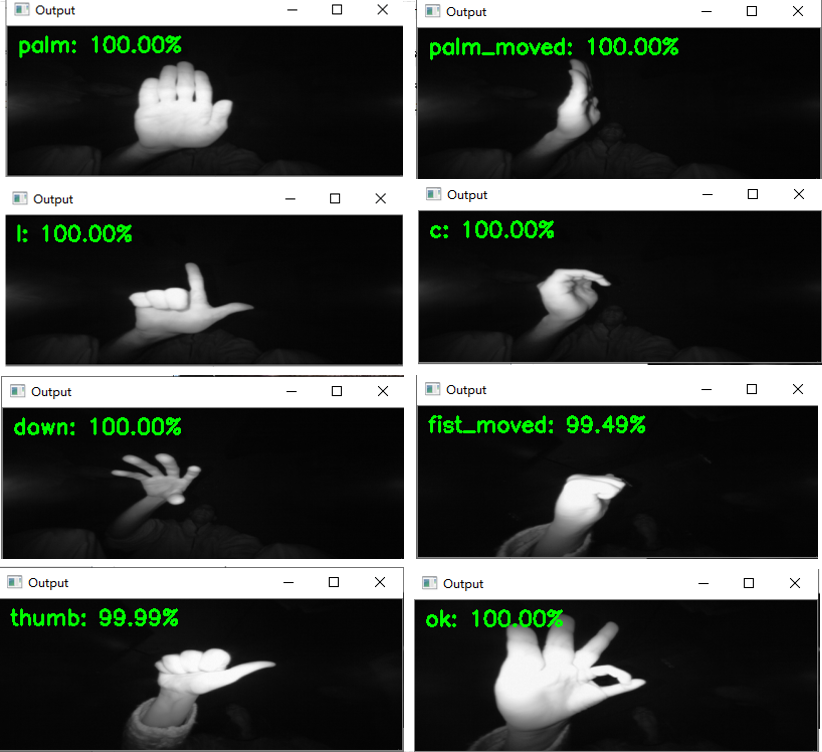 Output
palm: 100.00%
Output
palm_moved: 100.00%
Output
l: 100.00%
Output
c: 100.00%
Output
down: 100.00%
Output
fist_moved: 99.49%
Output
thumb: 99.99%
Output
ok: 100.00%